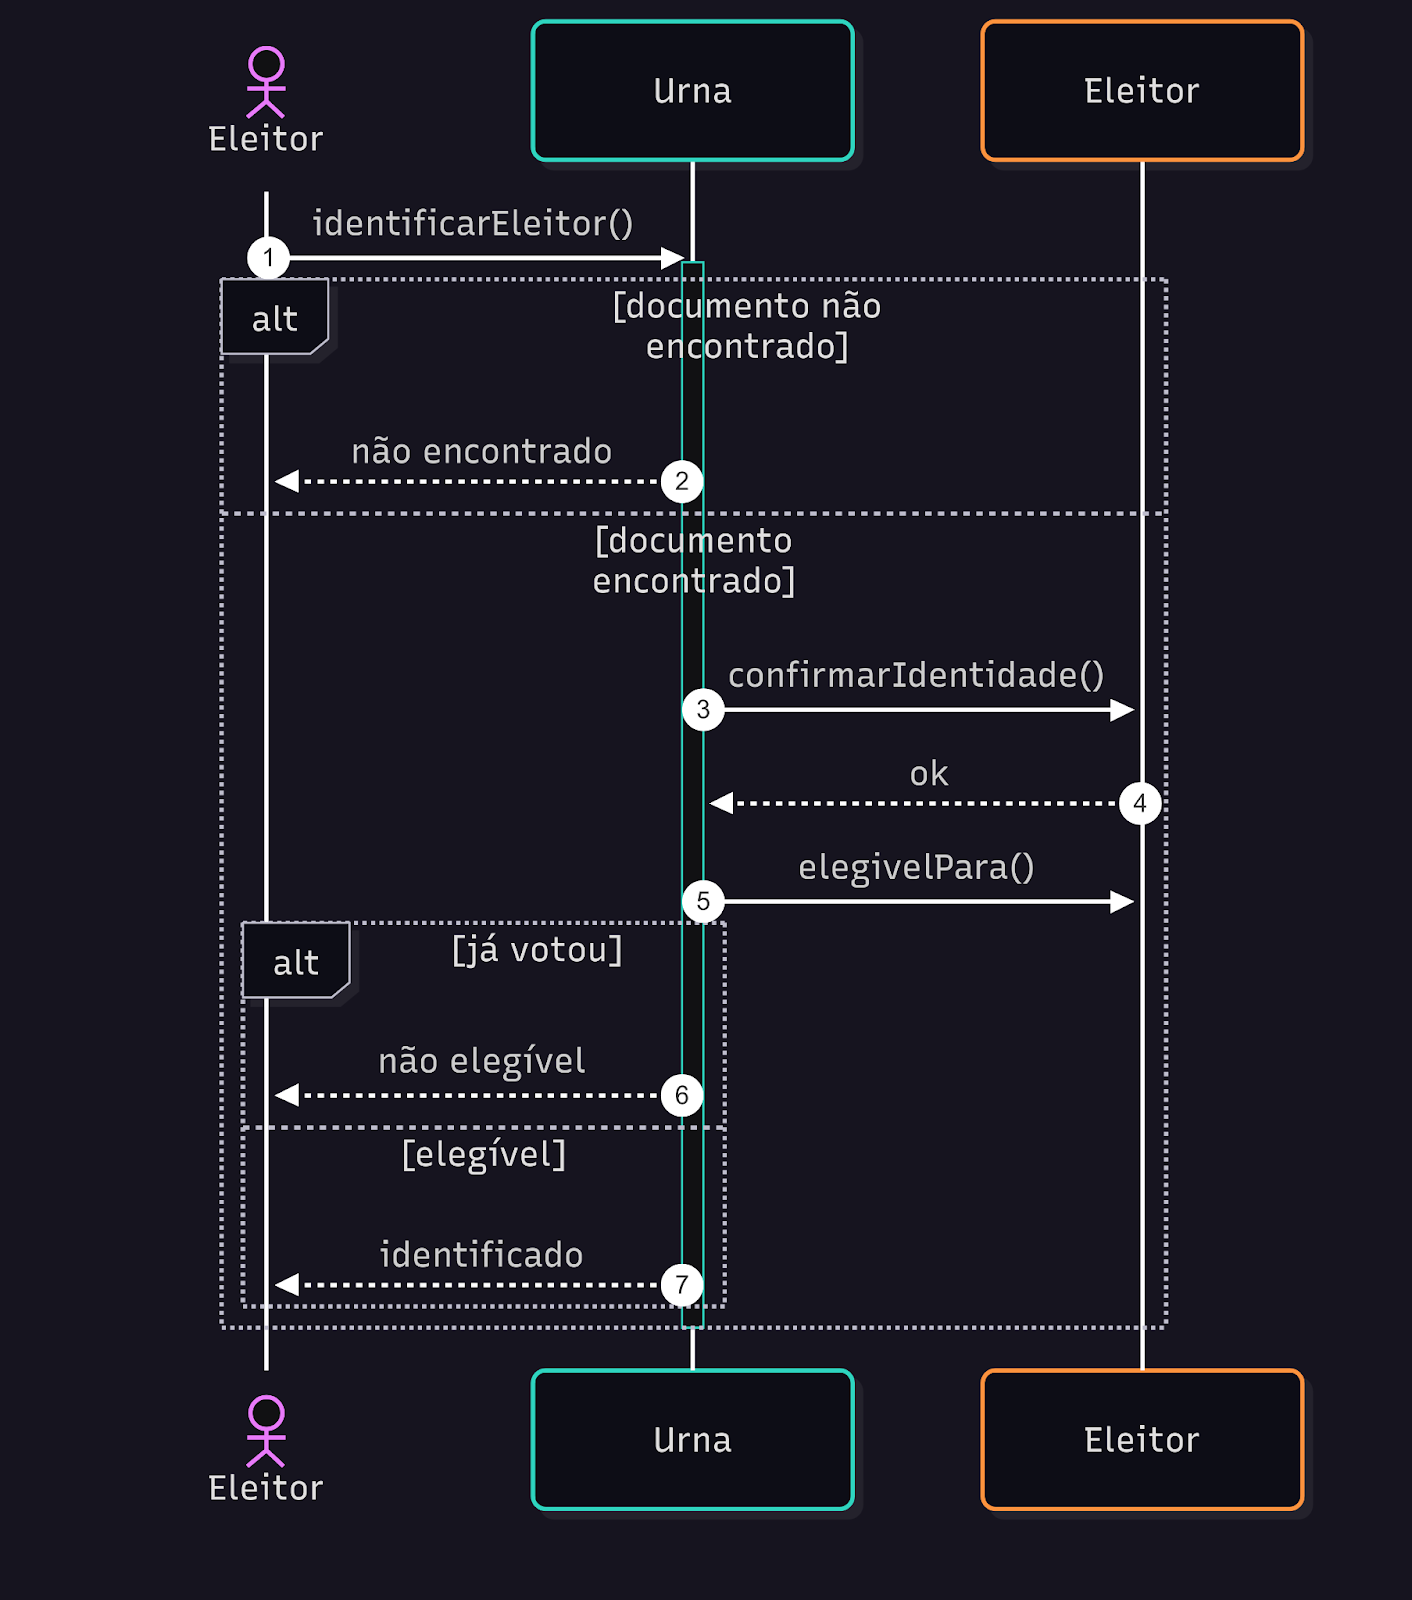 Eleitor
Urna
Eleitor
identificarEleitor()
1
alt
[documento não
encontrado]
não encontrado
2
[documento
encontrado]
confirmarIdentidade()
3
ok
4
elegivelPara()
5
alt
[já votou]
não elegível
6
[elegível]
identificado
7
Eleitor
Urna
Eleitor